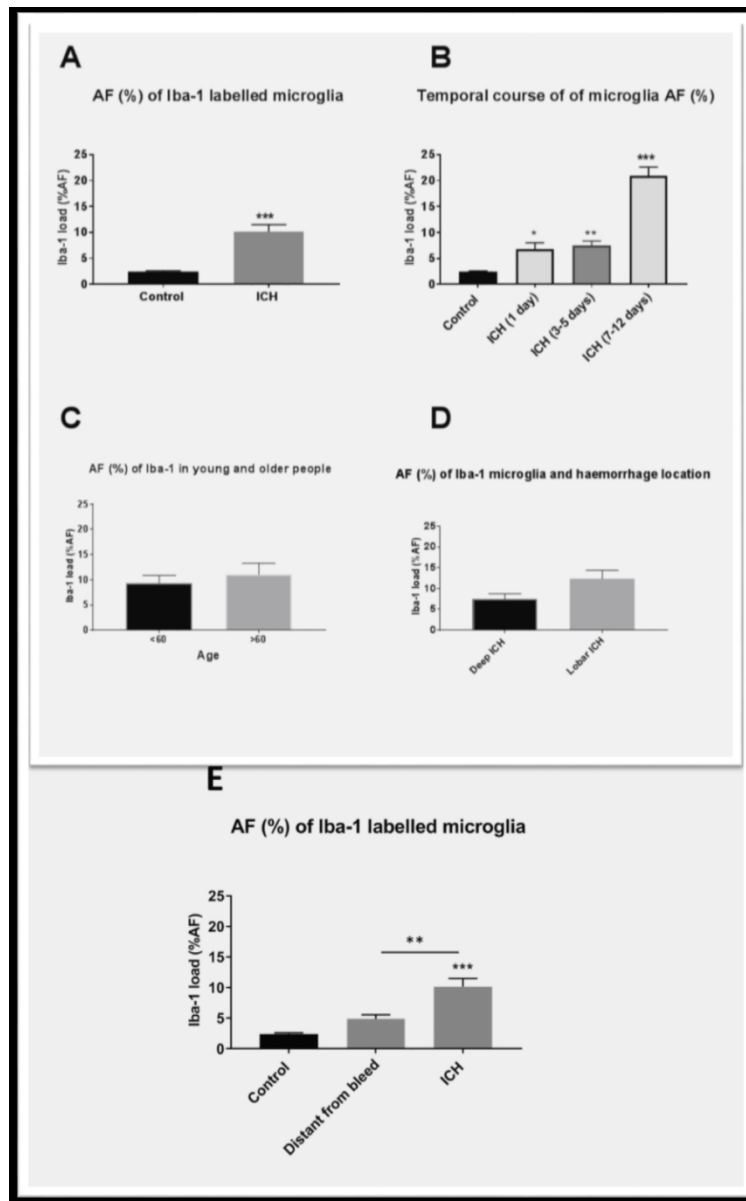 A
AF (%) of Iba-1 labelled microglia
Iba-1 load (%AF)
25
20
15
10
5
0
***
Control
ICH
B
Temporal course of of microglia AF (%)
Iba-1 load (%AF)
25
20
15
10
5
0
*
**
***
Control
ICH (1 day)
ICH (3-5 days)
ICH (7-12 days)
C
AF (%) of Iba-1 in young and older people
Iba-1 load (%AF)
25
20
15
10
5
0
<60
>60
Age
D
AF (%) of Iba-1 microglia and haemorrhage location
Iba-1 load (%AF)
25
20
15
10
5
0
Deep ICH
Lobar ICH
E
AF (%) of Iba-1 labelled microglia
Iba-1 load (%AF)
25
20
15
10
5
0
**
***
Control
Distant from bleed
ICH